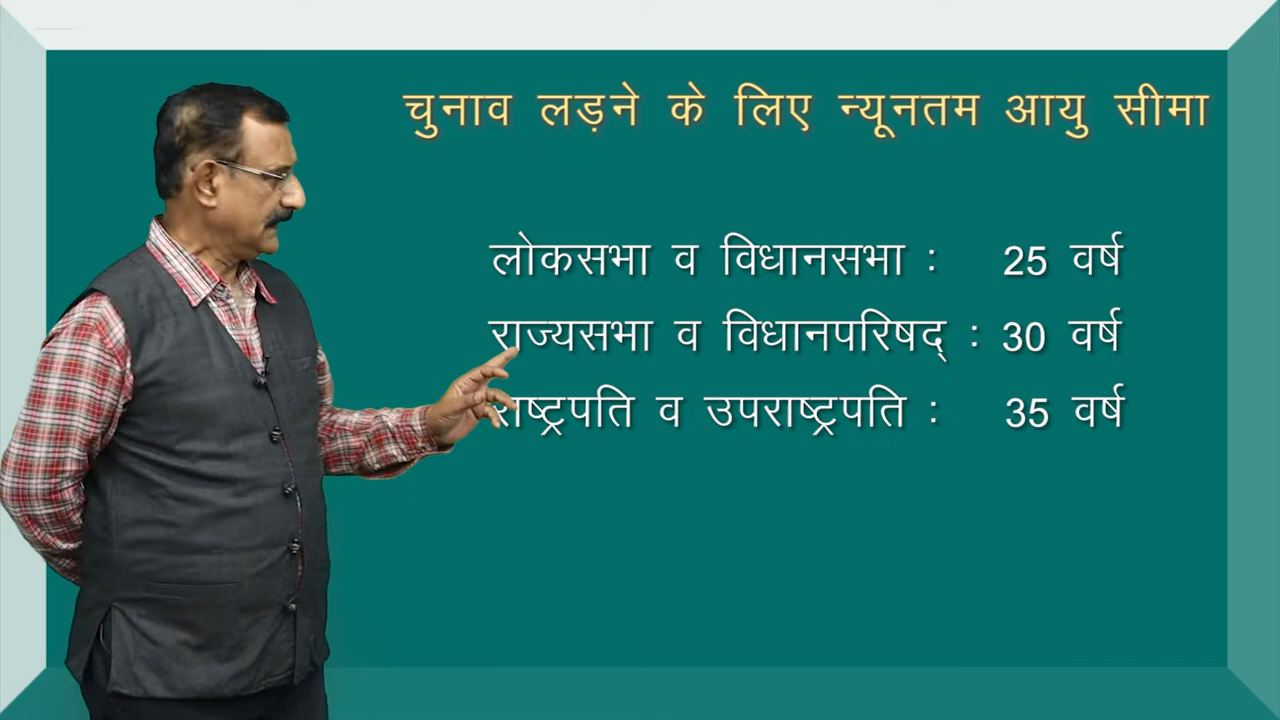 चुनाव लड़ने के लिए न्यूनतम आयु सीमा
लोकसभा व विधानसभा : 25 वर्ष
राज्यसभा व विधानपरिषद् : 30 वर्ष
राष्ट्रपति व उपराष्ट्रपति : 35 वर्ष